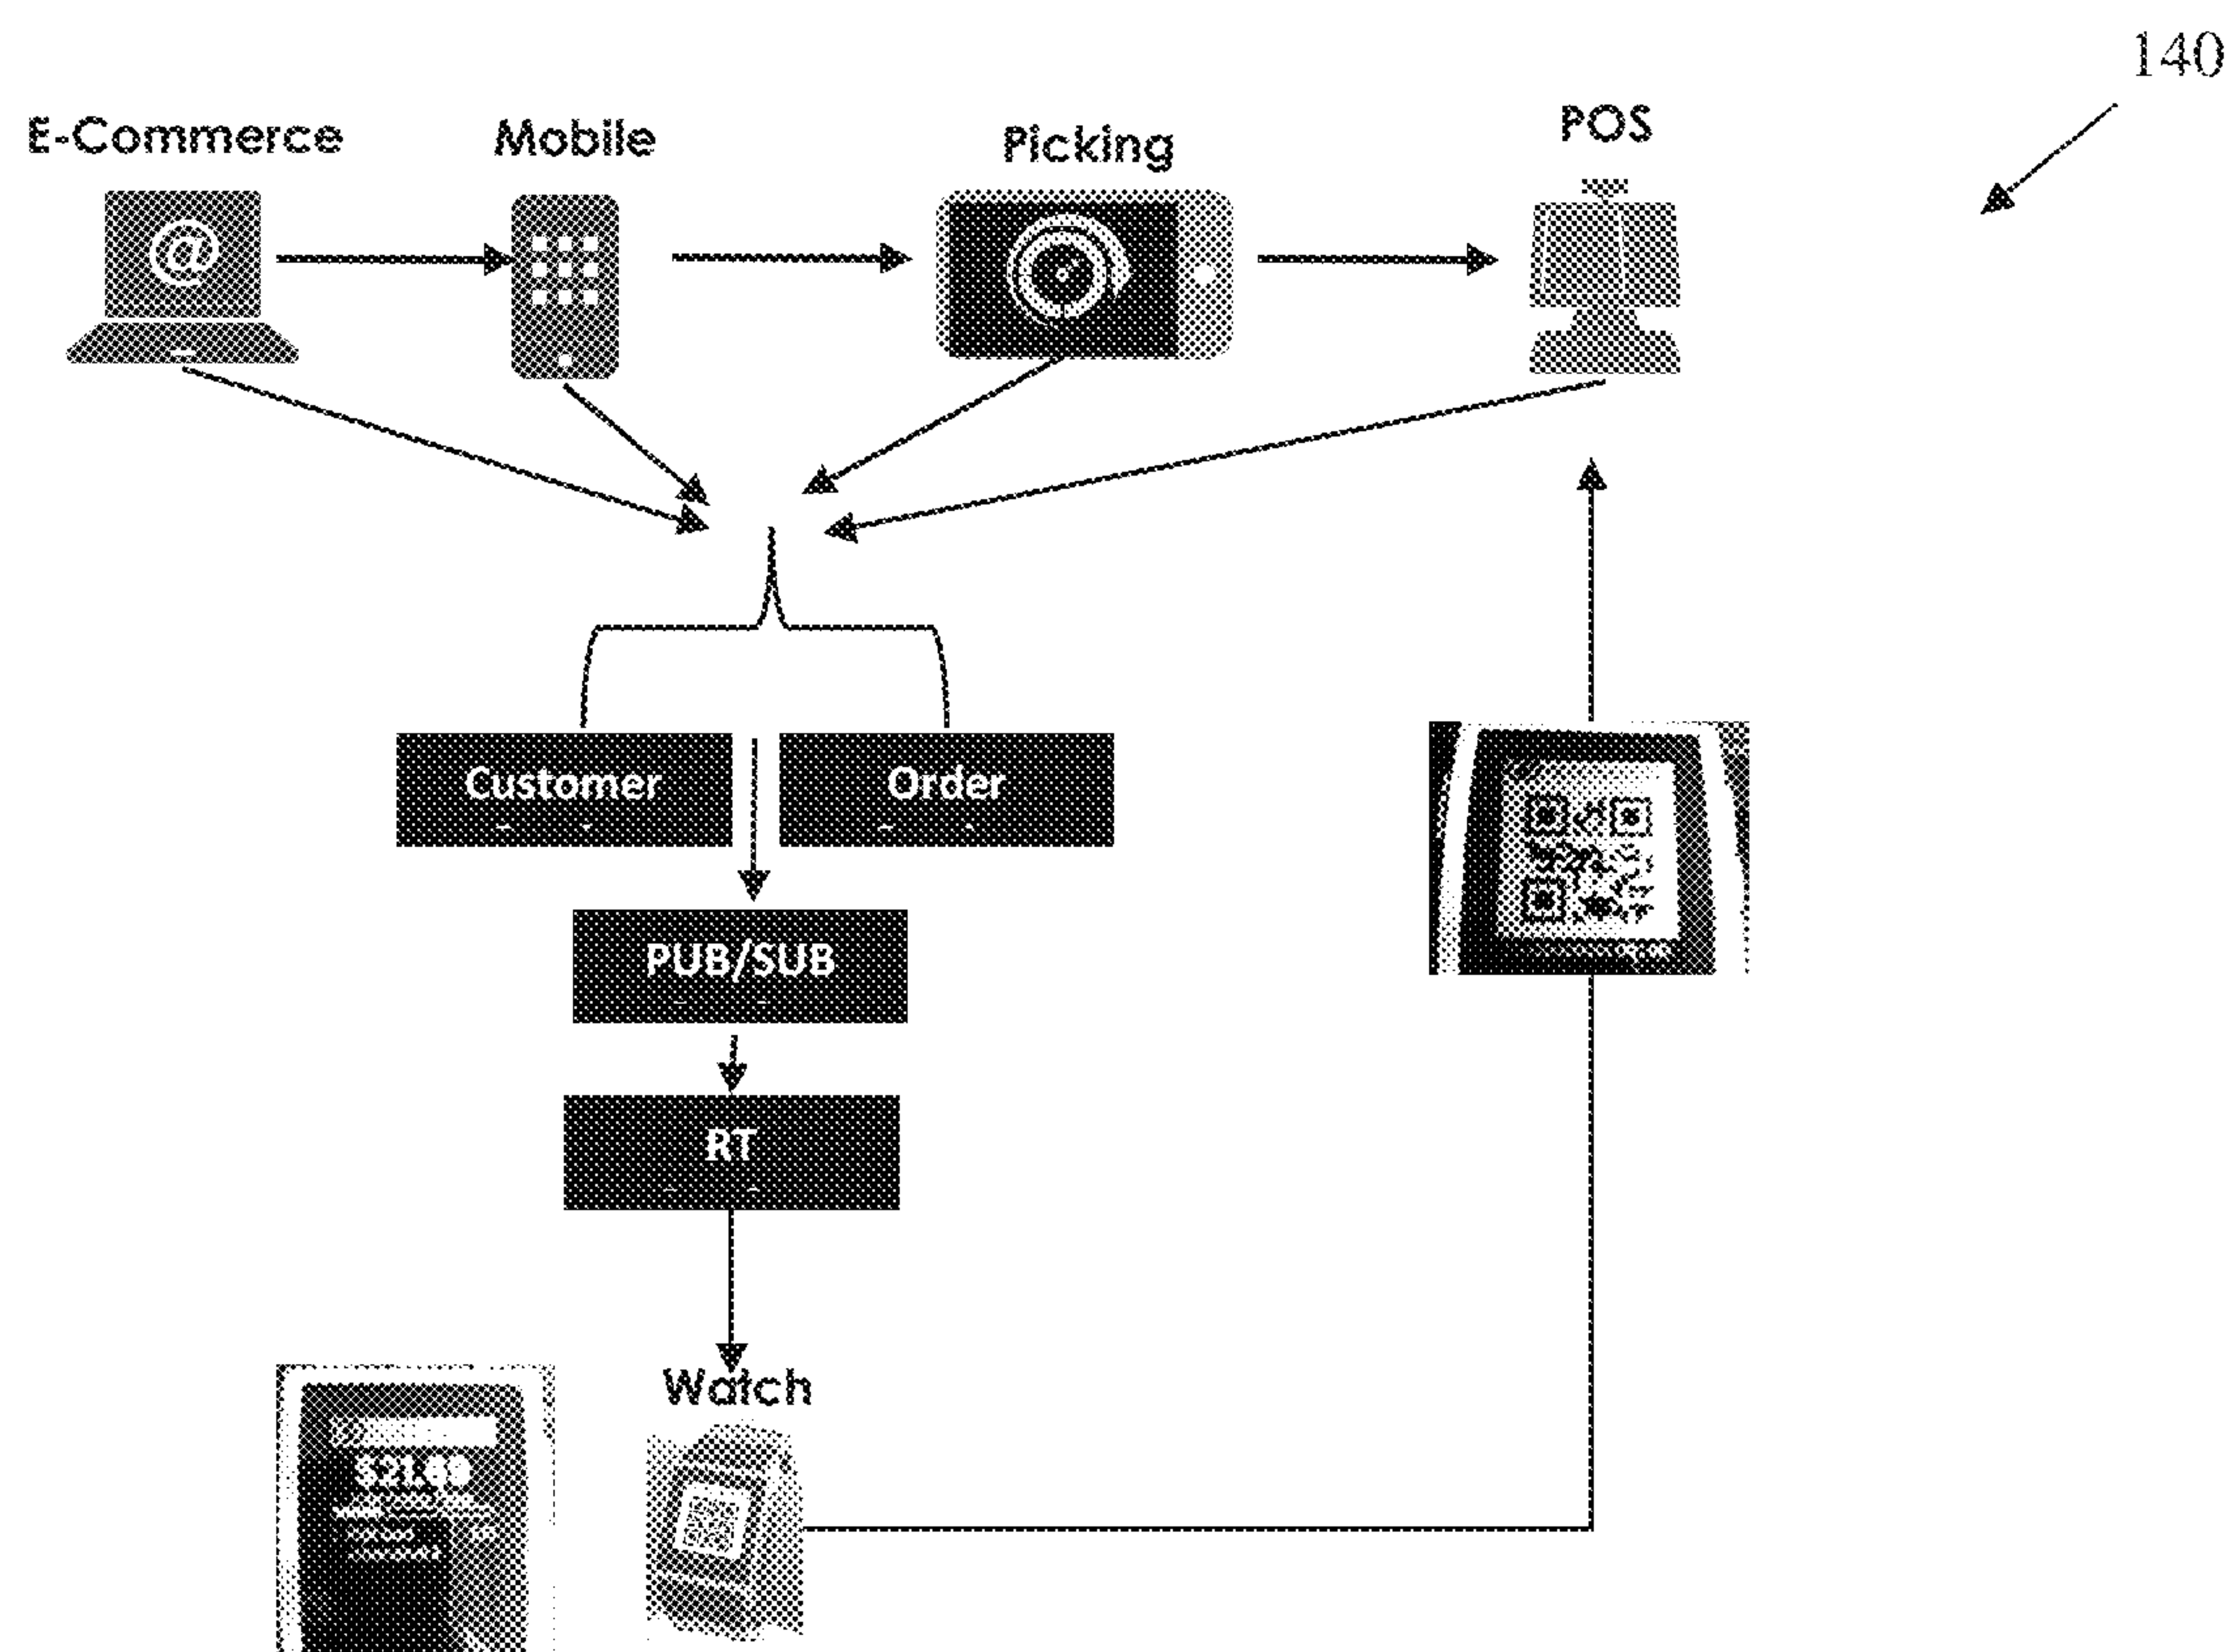 140
E-Commerce
Mobile
Picking
POS
@
Customer
Order
PUB/SUB
RT
Watch